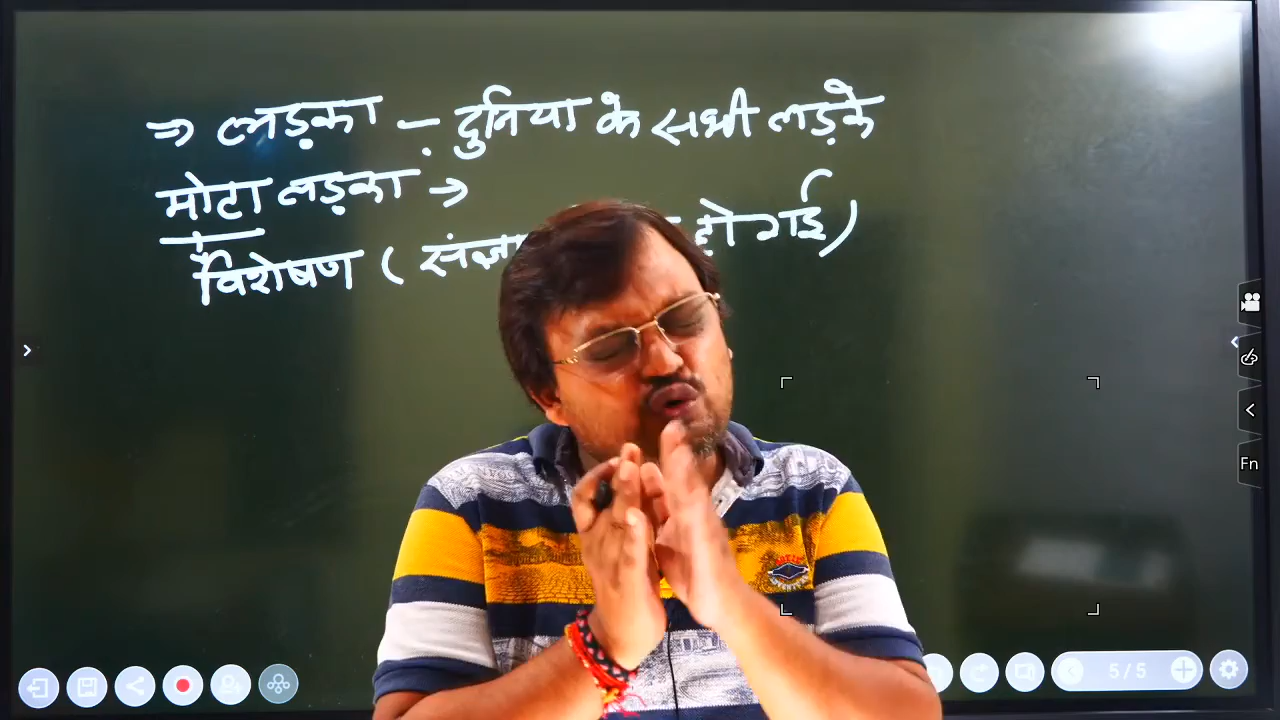 ⇒ लड़का - दुनिया के सभी लड़के
मोटा लड़का →
विशेषण ( हो गई )
Fn
5/5